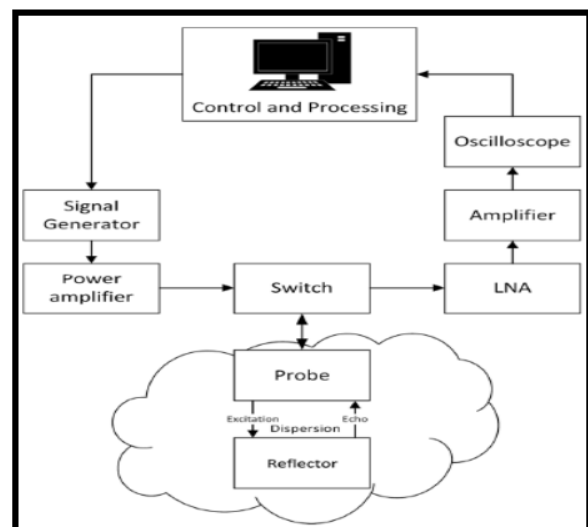 Control and Processing
Oscilloscope
Signal
Generator
Amplifier
Power
amplifier
Switch
LNA
Probe
Excitation
Echo
Dispersion
Reflector